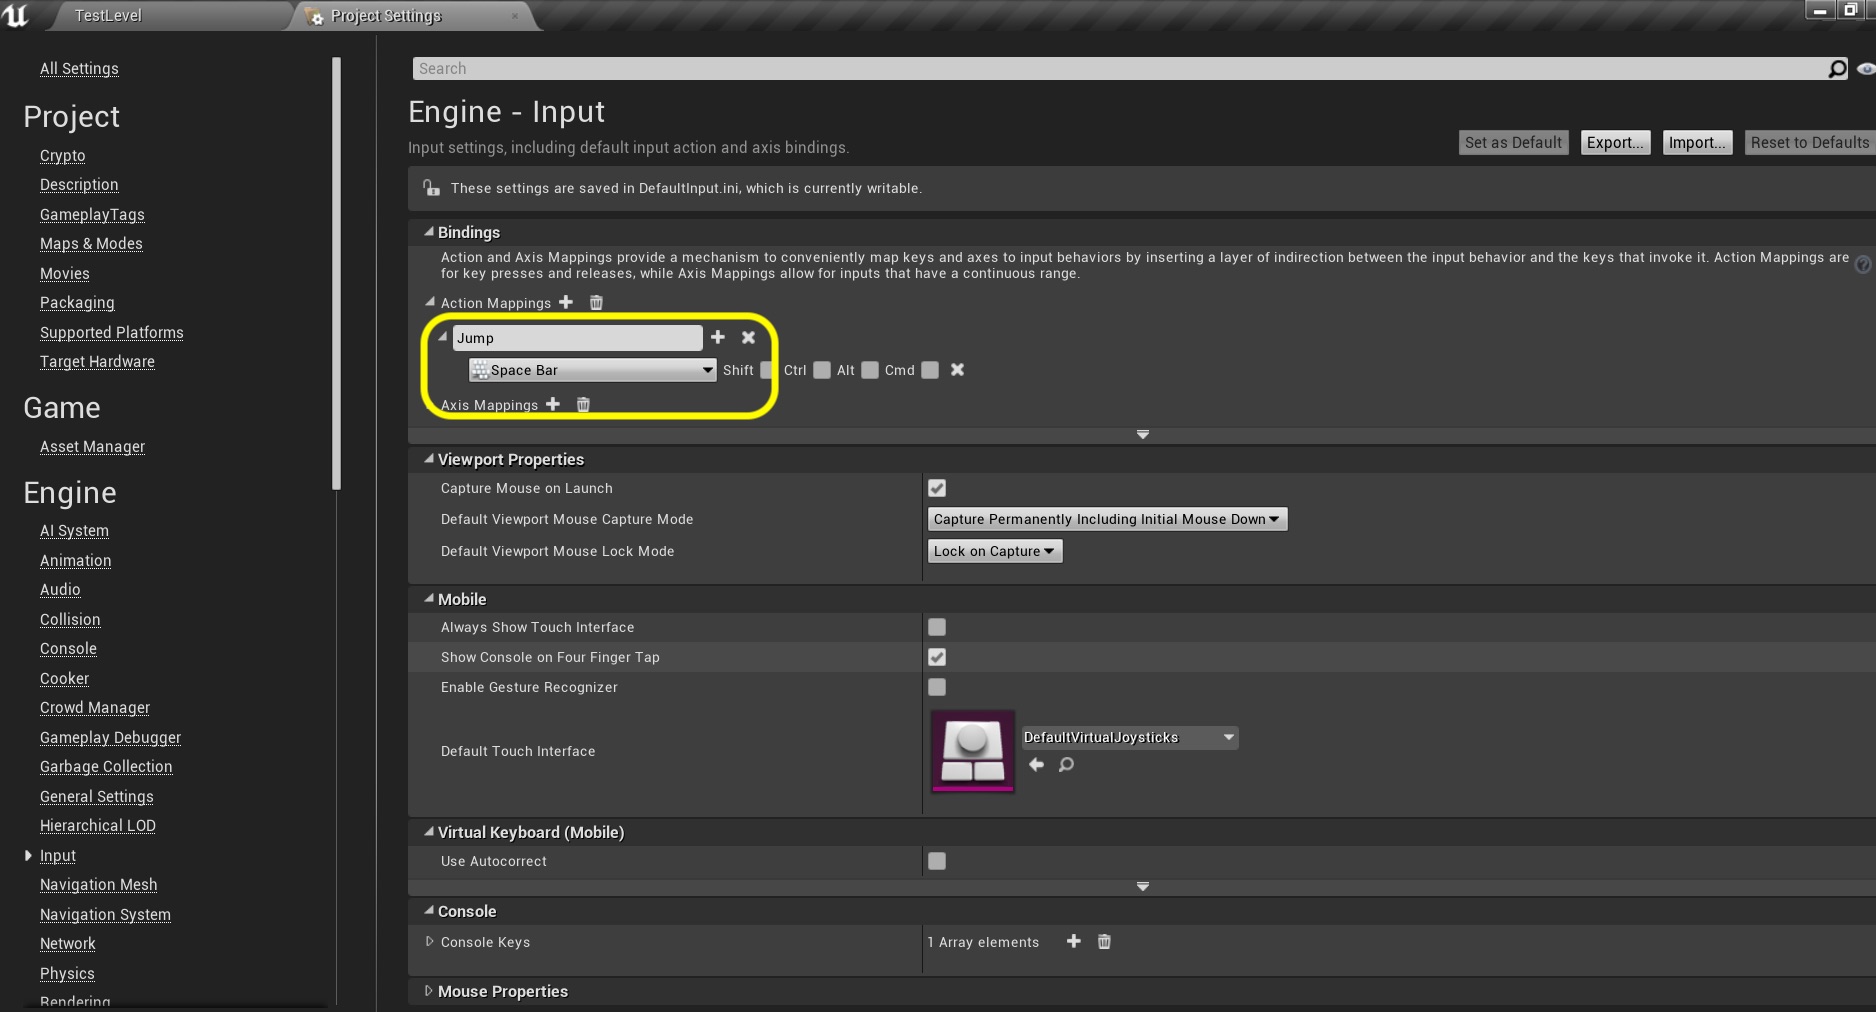 TestLevel
Project Settings
All Settings
Project
Crypto
Description
GameplayTags
Maps & Modes
Movies
Packaging
Supported Platforms
Target Hardware
Game
Asset Manager
Engine
AI System
Animation
Audio
Collision
Console
Cooker
Crowd Manager
Gameplay Debugger
Garbage Collection
General Settings
Hierarchical LOD
Input
Navigation Mesh
Navigation System
Network
Physics
Rendering
Search
Engine - Input
Input settings, including default input action and axis bindings.
Set as Default Export... Import... Reset to Defaults
These settings are saved in DefaultInput.ini, which is currently writable.
Bindings
Action and Axis Mappings provide a mechanism to conveniently map keys and axes to input behaviors by inserting a layer of indirection between the input behavior and the keys that invoke it. Action Mappings are
for key presses and releases, while Axis Mappings allow for inputs that have a continuous range.
Action Mappings
Jump
Space Bar Shift Ctrl Alt Cmd
Axis Mappings
Viewport Properties
Capture Mouse on Launch
Default Viewport Mouse Capture Mode Capture Permanently Including Initial Mouse Down
Default Viewport Mouse Lock Mode Lock on Capture
Mobile
Always Show Touch Interface
Show Console on Four Finger Tap
Enable Gesture Recognizer
Default Touch Interface DefaultVirtualJoysticks
Virtual Keyboard (Mobile)
Use Autocorrect
Console
Console Keys 1 Array elements
Mouse Properties